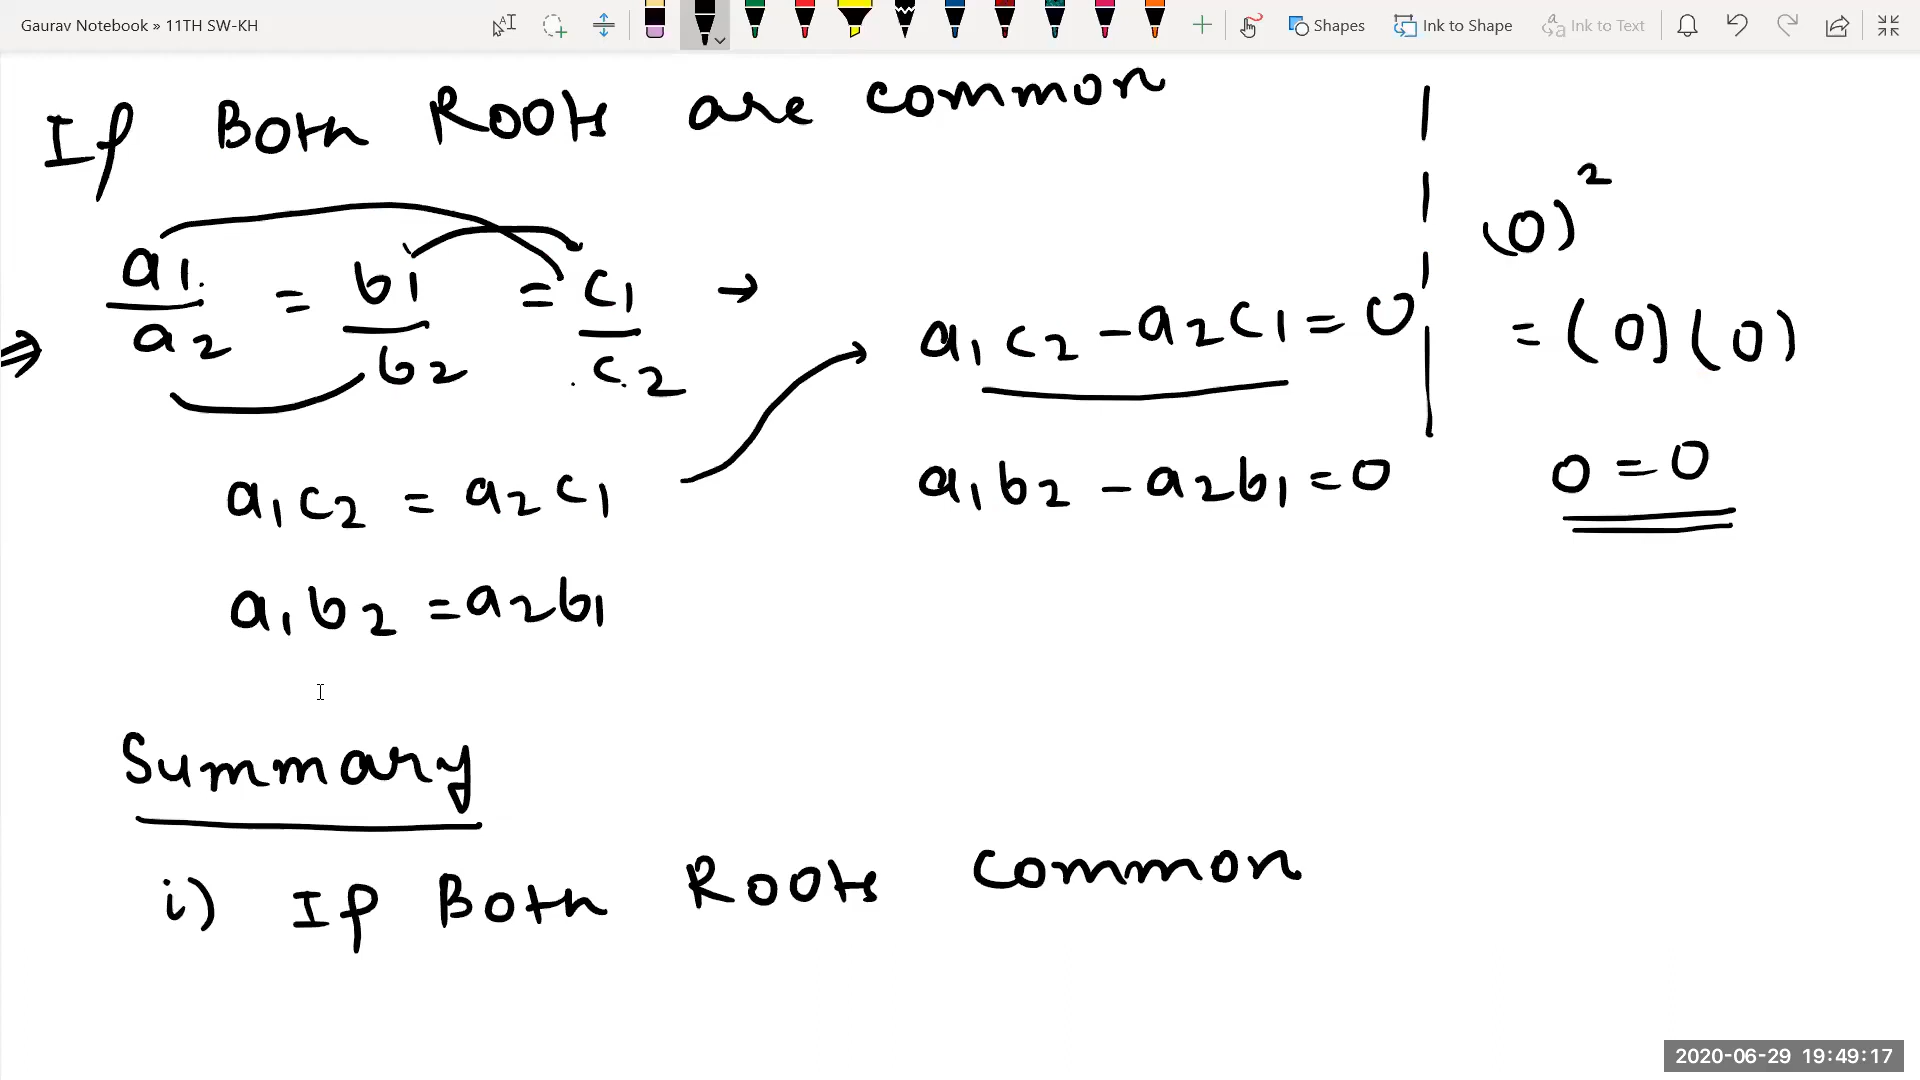 Gaurav Notebook » 11TH SW-KH
Shapes
Ink to Shape
Ink to Text
If Both Roots are common
a1/a2 = b1/b2 = c1/c2 →
a1c2 - a2c1 = 0
(0)²
= (0)(0)
a1c2 = a2c1
a1b2 - a2b1 = 0
0 = 0
a1b2 = a2b1
Summary
i) If Both Roots Common
2020-06-29 19:49:17